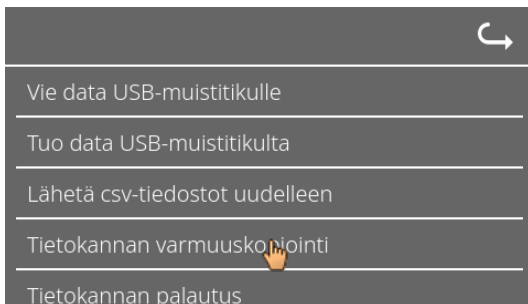 Vie data USB-muistitikulle
Tuo data USB-muistitikulta
Lähetä csv-tiedostot uudelleen
Tietokannan varmuuskopiointi
Tietokannan palautus